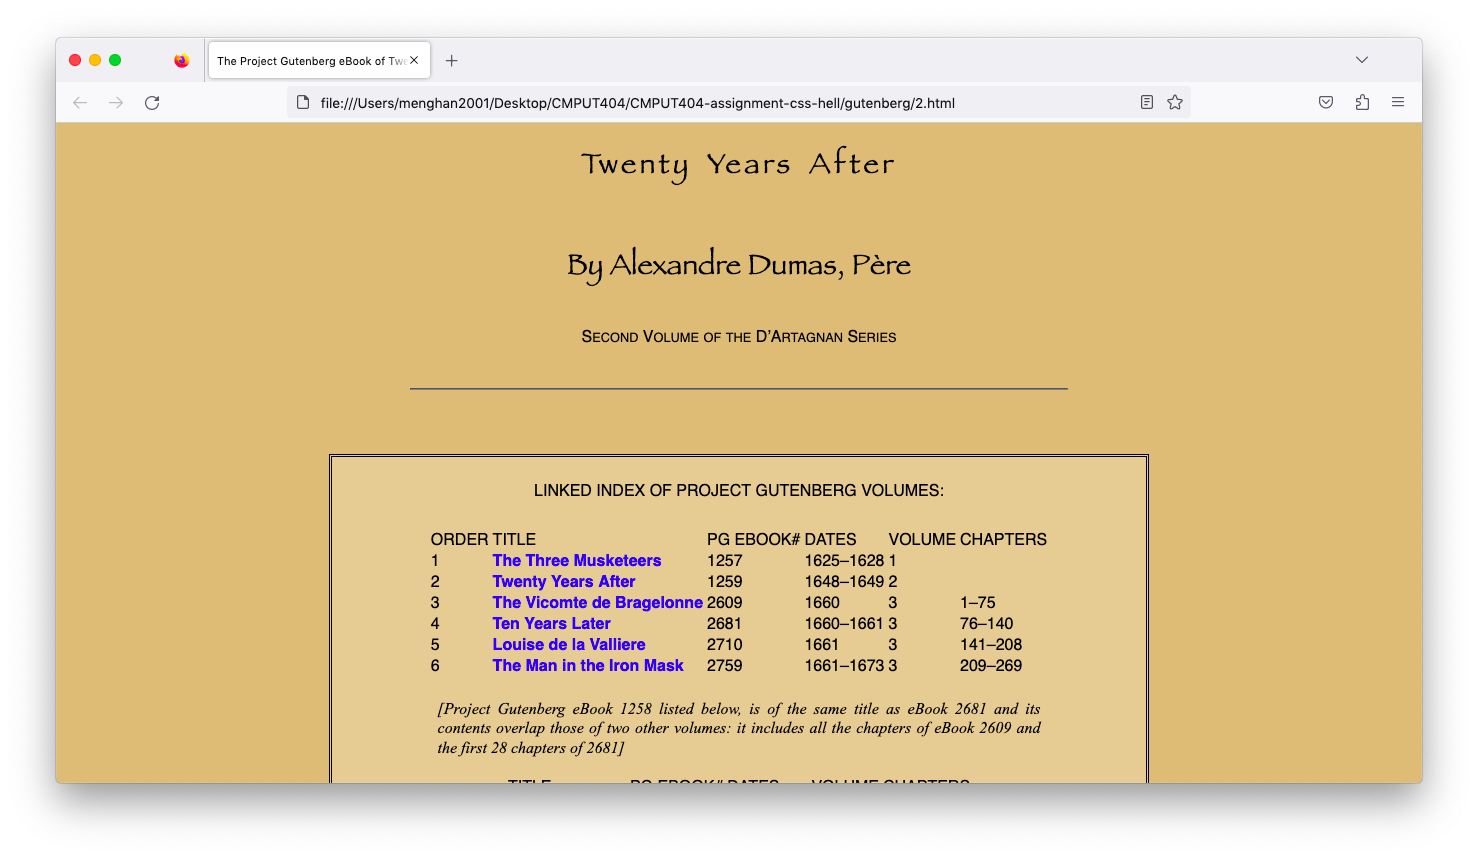 The Project Gutenberg eBook of Twe
file:///Users/menghan2001/Desktop/CMPUT404/CMPUT404-assignment-css-hell/gutenberg/2.html
Twenty Years After
By Alexandre Dumas, Père
Second Volume of the D’Artagnan Series
LINKED INDEX OF PROJECT GUTENBERG VOLUMES:
ORDER TITLE PG EBOOK# DATES VOLUME CHAPTERS
1 The Three Musketeers 1257 1625–1628 1
2 Twenty Years After 1259 1648–1649 2
3 The Vicomte de Bragelonne 2609 1660 3 1–75
4 Ten Years Later 2681 1660–1661 3 76–140
5 Louise de la Valliere 2710 1661 3 141–208
6 The Man in the Iron Mask 2759 1661–1673 3 209–269
[Project Gutenberg eBook 1258 listed below, is of the same title as eBook 2681 and its
contents overlap those of two other volumes: it includes all the chapters of eBook 2609 and
the first 28 chapters of 2681]
TITLE PG EBOOK# DATES VOLUME CHAPTERS